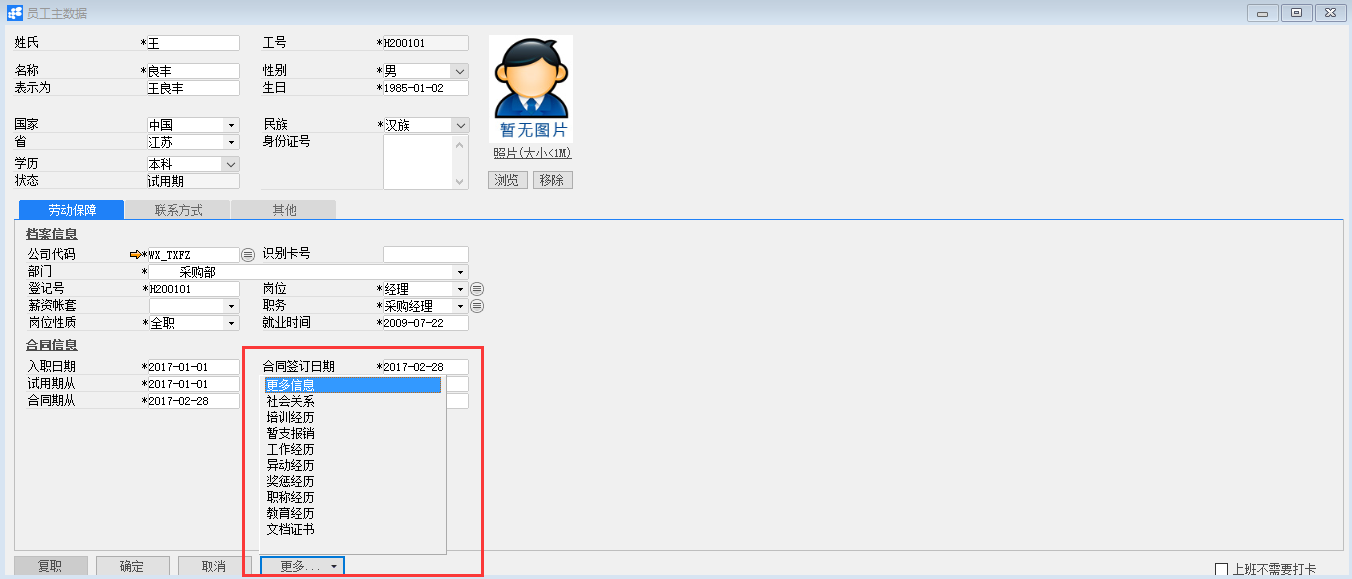 员工主数据
姓氏 *王 工号 *H200101
名称 *良丰 性别 *男
表示为 王良丰 生日 *1985-01-02
国家 中国 民族 *汉族
省 江苏 身份证号
学历 本科
状态 试用期
暂无图片
照片(大小<1M)
浏览 移除
劳动保障 联系方式 其他
档案信息
公司代码 *WX_TXFZ 识别卡号
部门 * 采购部
登记号 *H200101 岗位 *经理
薪资帐套 职务 *采购经理
岗位性质 *全职 就业时间 *2009-07-22
合同信息
入职日期 *2017-01-01 合同签订日期 *2017-02-28
试用期从 *2017-01-01
合同期从 *2017-02-28
更多信息
社会关系
培训经历
暂支报销
工作经历
异动经历
奖惩经历
职称经历
教育经历
文档证书
复职 确定 取消 更多... 上班不需要打卡